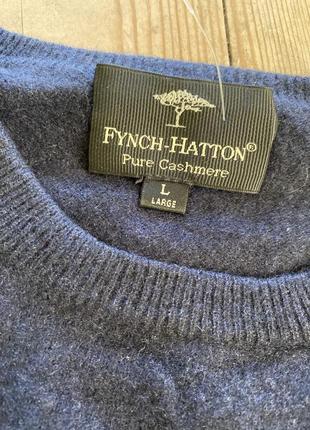 FYNCH-HATTON®
Pure Cashmere
L
LARGE